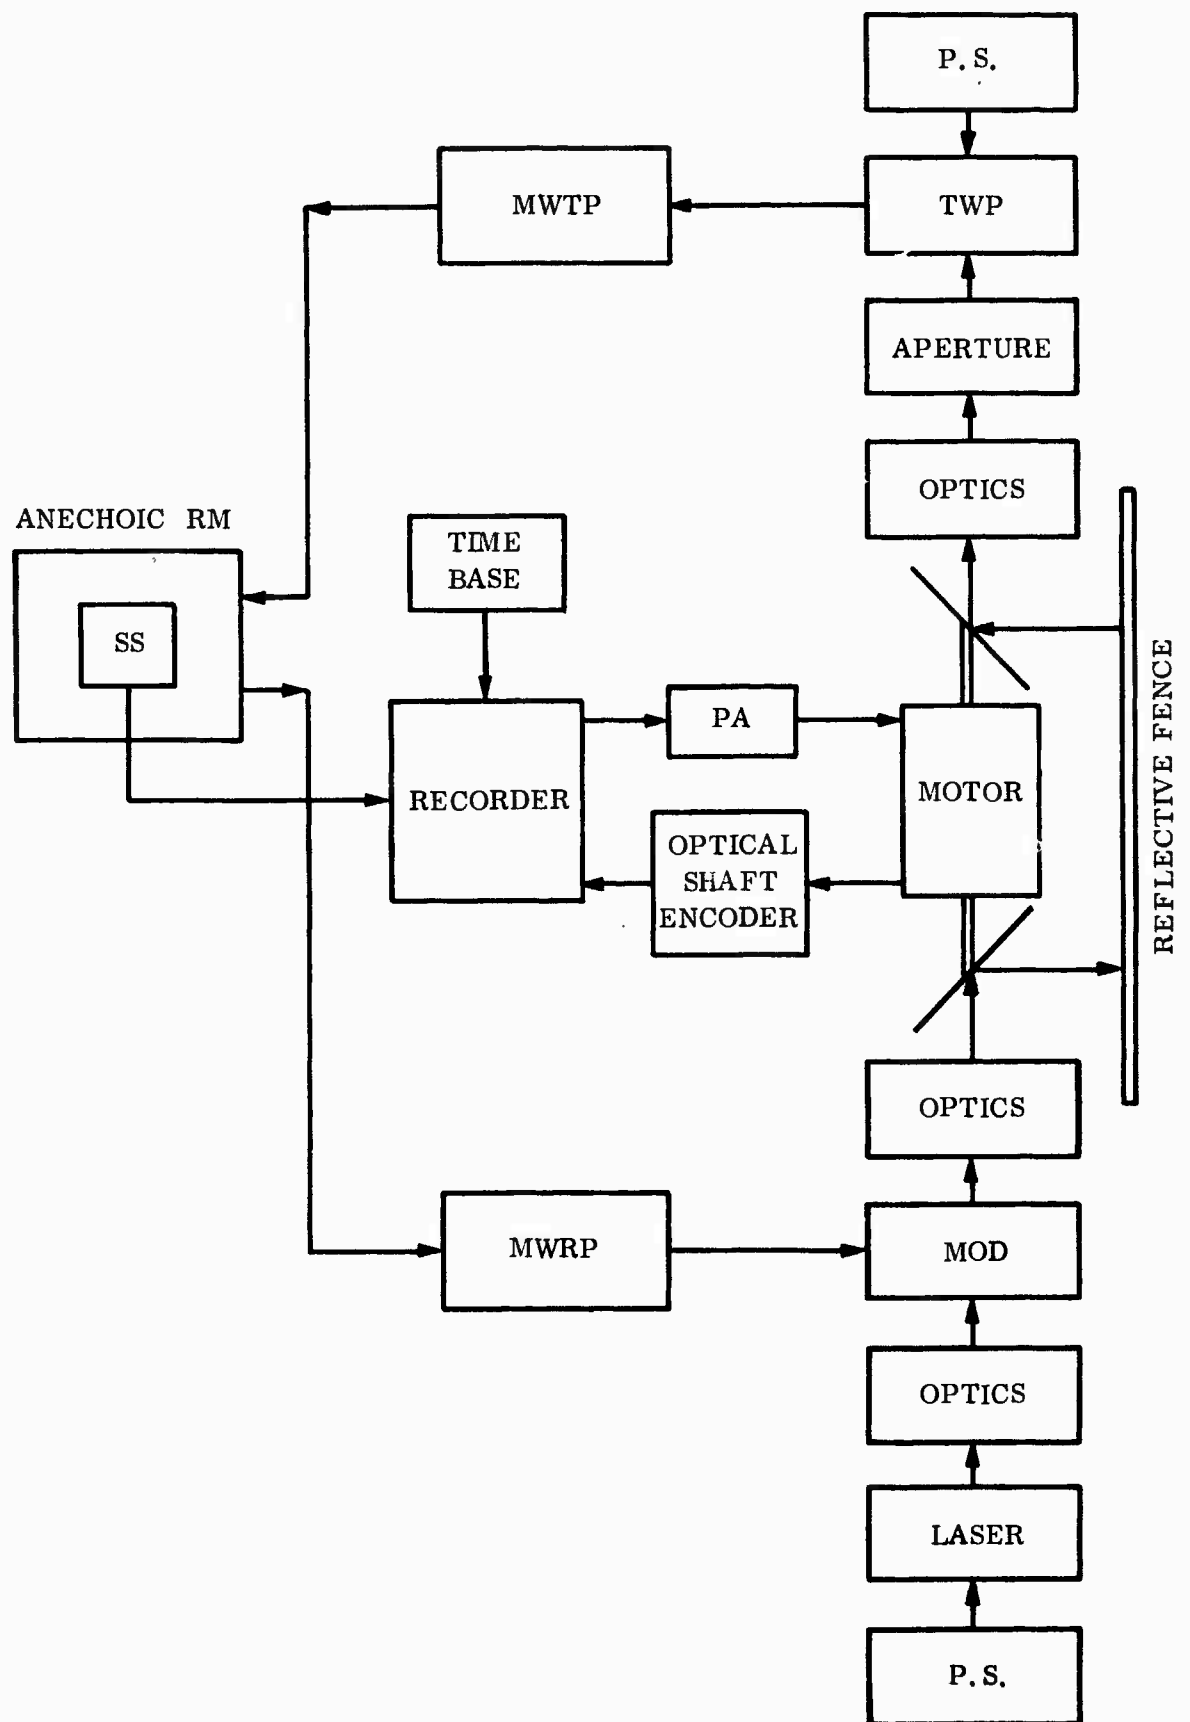 P. S.
MWTP
TWP
APERTURE
OPTICS
ANECHOIC RM
TIME
BASE
SS
PA
RECORDER
MOTOR
OPTICAL
SHAFT
ENCODER
REFLECTIVE FENCE
OPTICS
MWRP
MOD
OPTICS
LASER
P. S.